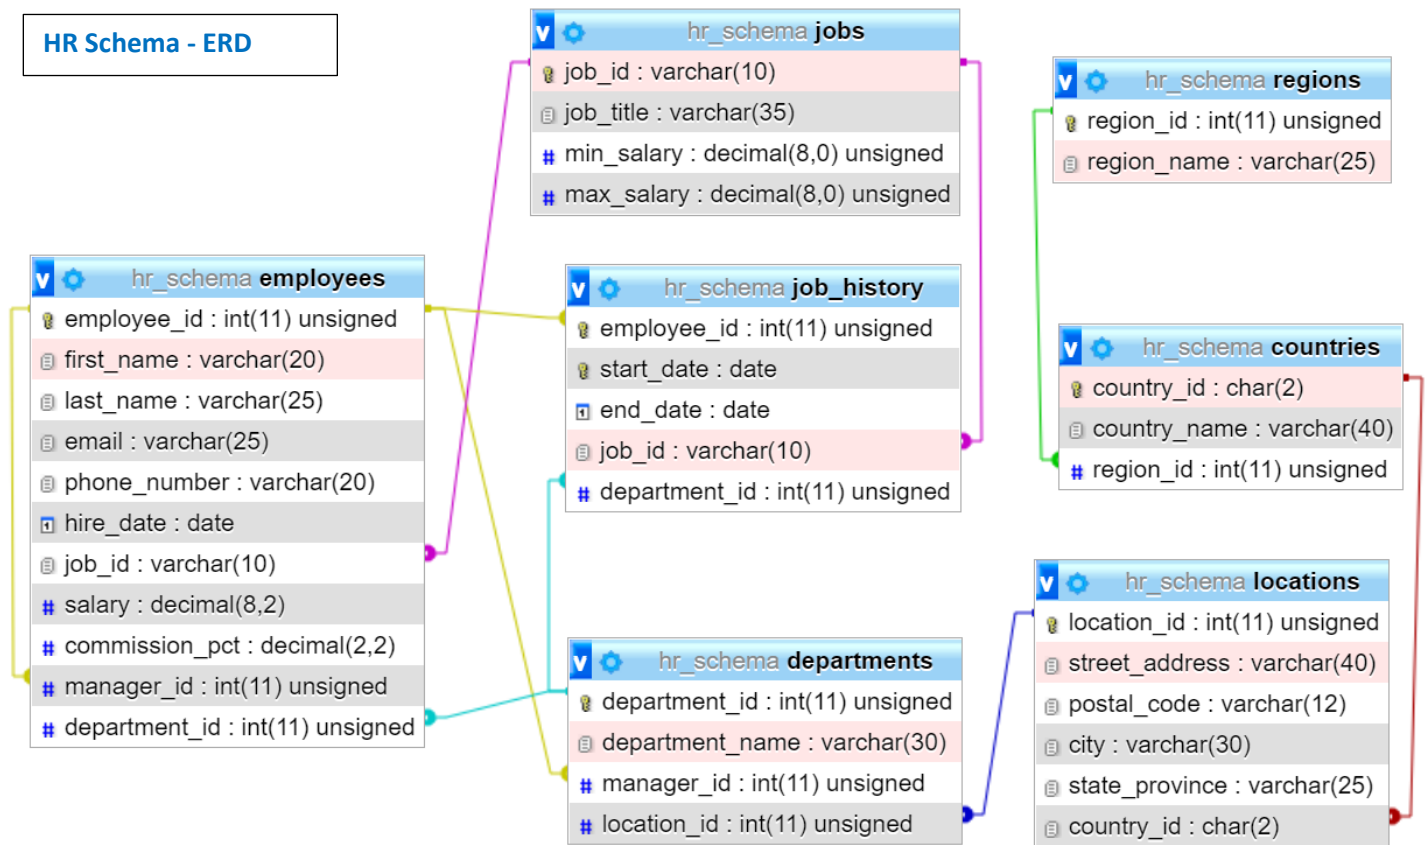 HR Schema - ERD
v hr_schema jobs
job_id : varchar(10)
job_title : varchar(35)
# min_salary : decimal(8,0) unsigned
# max_salary : decimal(8,0) unsigned
v hr_schema regions
region_id : int(11) unsigned
region_name : varchar(25)
v hr_schema employees
employee_id : int(11) unsigned
first_name : varchar(20)
last_name : varchar(25)
email : varchar(25)
phone_number : varchar(20)
hire_date : date
job_id : varchar(10)
# salary : decimal(8,2)
# commission_pct : decimal(2,2)
# manager_id : int(11) unsigned
# department_id : int(11) unsigned
v hr_schema job_history
employee_id : int(11) unsigned
start_date : date
end_date : date
job_id : varchar(10)
# department_id : int(11) unsigned
v hr_schema countries
country_id : char(2)
country_name : varchar(40)
# region_id : int(11) unsigned
v hr_schema departments
department_id : int(11) unsigned
department_name : varchar(30)
# manager_id : int(11) unsigned
# location_id : int(11) unsigned
v hr_schema locations
location_id : int(11) unsigned
street_address : varchar(40)
postal_code : varchar(12)
city : varchar(30)
state_province : varchar(25)
country_id : char(2)